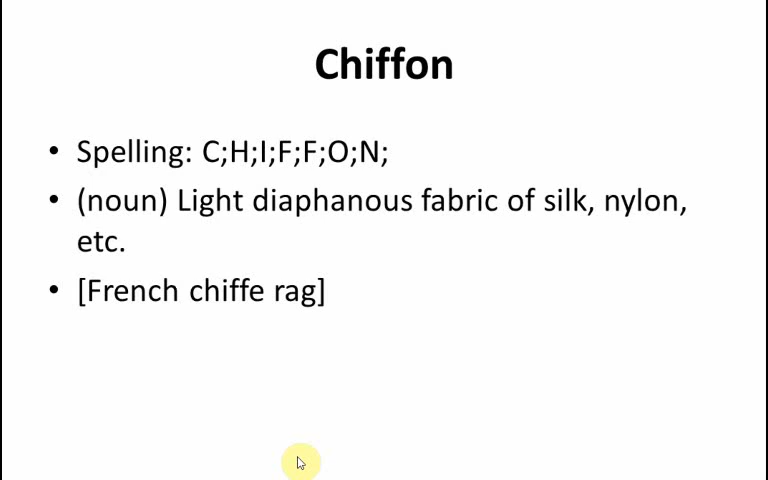 Chiffon
• Spelling: C;H;I;F;F;O;N;
• (noun) Light diaphanous fabric of silk, nylon,
etc.
• [French chiffe rag]